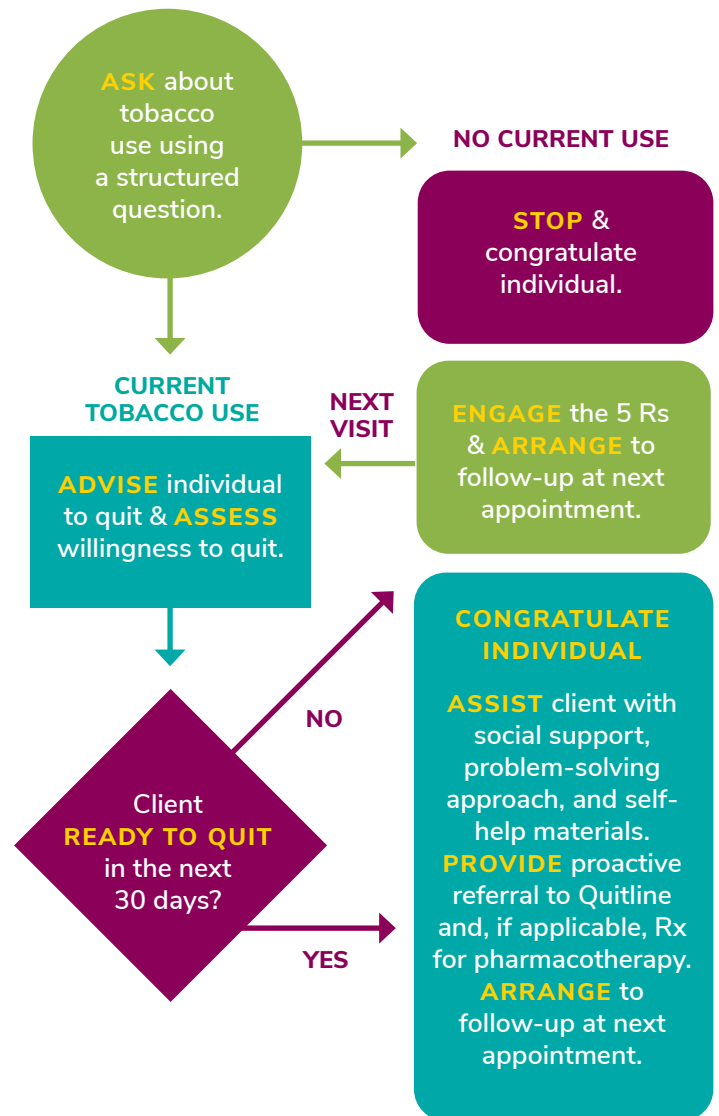 ASK about
tobacco
use using
a structured
question.
NO CURRENT USE
STOP &
congratulate
individual.
CURRENT
TOBACCO USE
NEXT
VISIT
ENGAGE the 5 Rs
& ARRANGE to
follow-up at next
appointment.
ADVISE individual
to quit & ASSESS
willingness to quit.
NO
Client
READY TO QUIT
in the next
30 days?
YES
CONGRATULATE
INDIVIDUAL
ASSIST client with
social support,
problem-solving
approach, and self-
help materials.
PROVIDE proactive
referral to Quitline
and, if applicable, Rx
for pharmacotherapy.
ARRANGE to
follow-up at next
appointment.